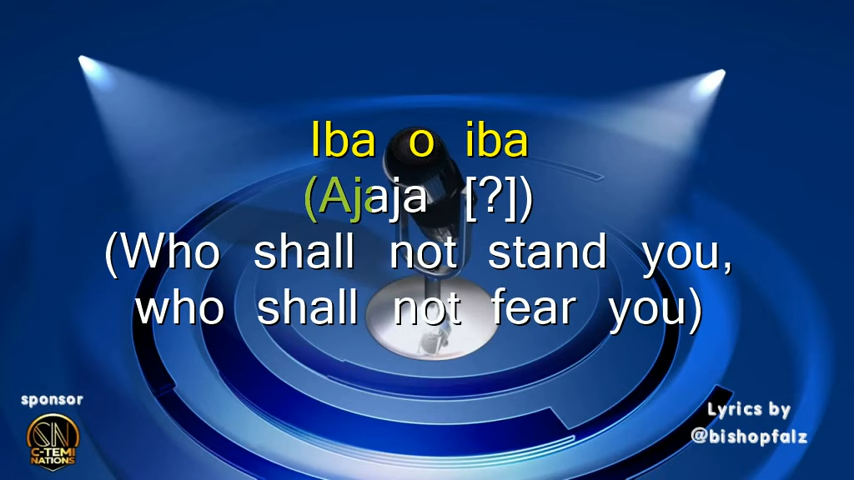 Iba o iba
(Ajaja [?])
(Who shall not stand you,
who shall not fear you)
sponsor
SN
C-TEMI
NATIONS
Lyrics by
@bishopfalz